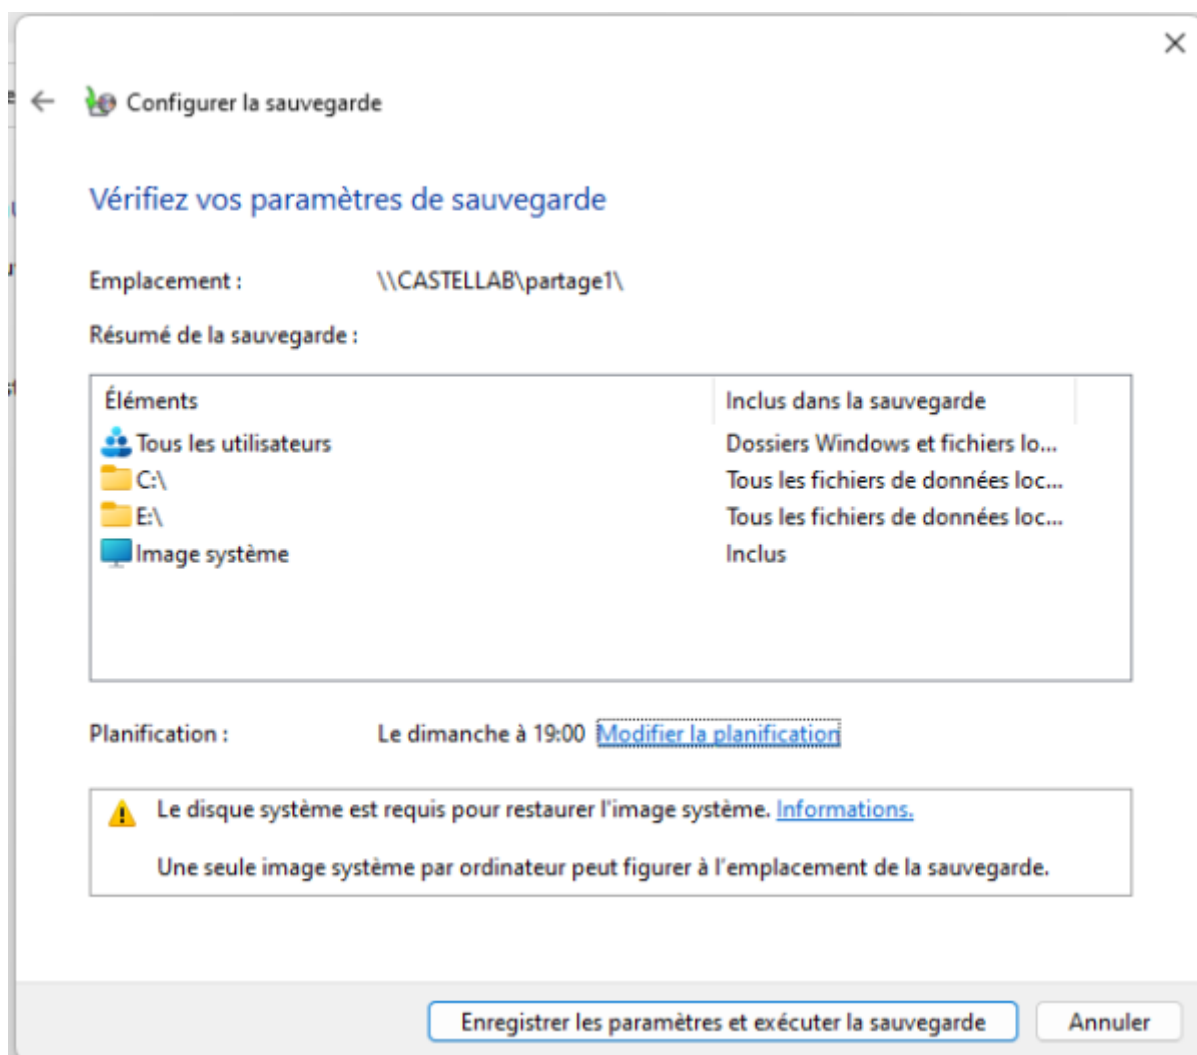 Configurer la sauvegarde
Vérifiez vos paramètres de sauvegarde
Emplacement : \\CASTELLAB\partage1\
Résumé de la sauvegarde :
Éléments Inclus dans la sauvegarde
Tous les utilisateurs Dossiers Windows et fichiers lo...
C:\ Tous les fichiers de données loc...
E:\ Tous les fichiers de données loc...
Image système Inclus
Planification : Le dimanche à 19:00 Modifier la planification
Le disque système est requis pour restaurer l'image système. Informations.
Une seule image système par ordinateur peut figurer à l'emplacement de la sauvegarde.
Enregistrer les paramètres et exécuter la sauvegarde Annuler